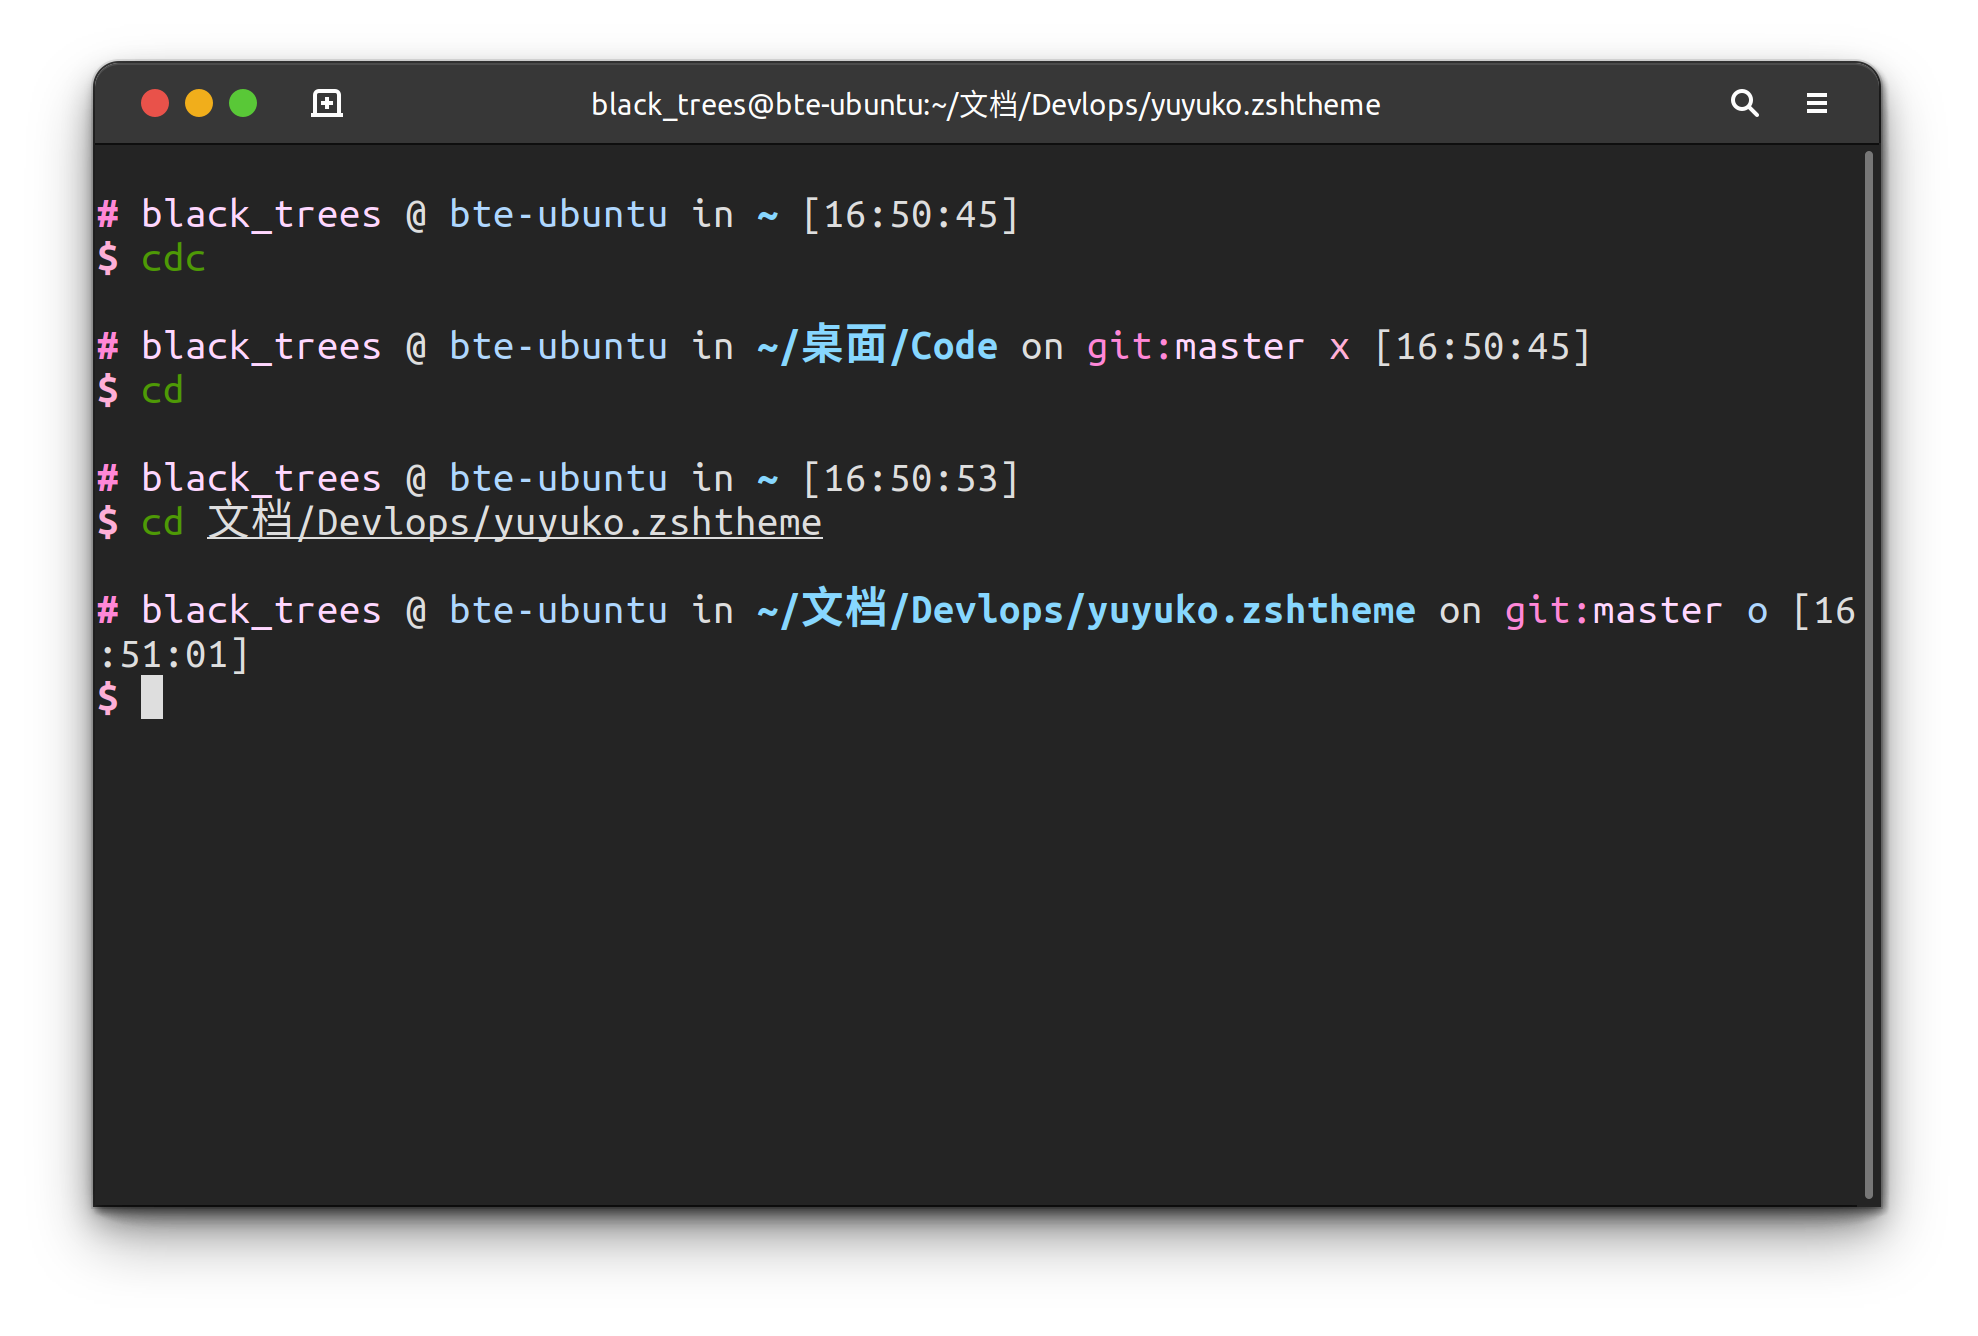 black_trees@bte-ubuntu:~/文档/Devlops/yuyuko.zshtheme
# black_trees @ bte-ubuntu in ~ [16:50:45]
$ cdc
# black_trees @ bte-ubuntu in ~/桌面/Code on git:master x [16:50:45]
$ cd
# black_trees @ bte-ubuntu in ~ [16:50:53]
$ cd 文档/Devlops/yuyuko.zshtheme
# black_trees @ bte-ubuntu in ~/文档/Devlops/yuyuko.zshtheme on git:master o [16
:51:01]
$